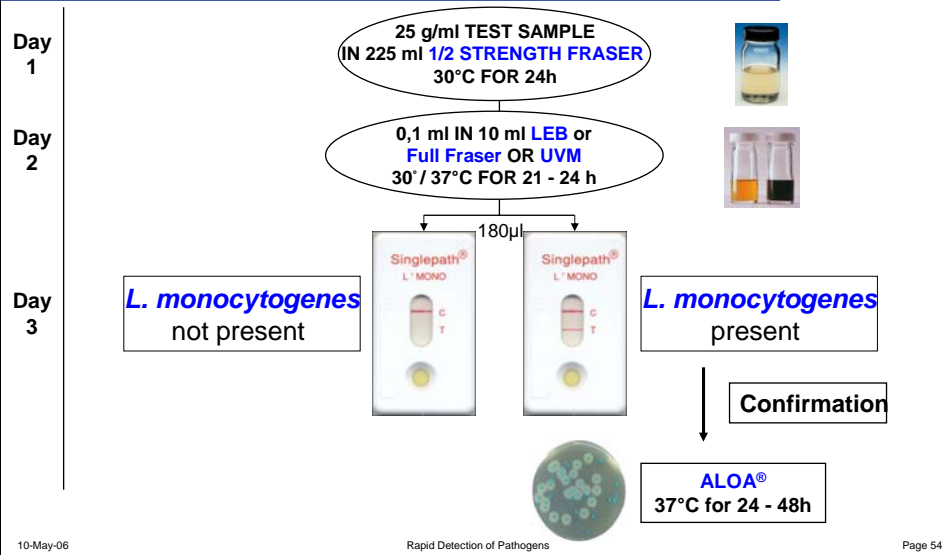 Day
1
25 g/ml TEST SAMPLE
IN 225 ml 1/2 STRENGTH FRASER
30°C FOR 24h
Day
2
0,1 ml IN 10 ml LEB or
Full Fraser OR UVM
30°/ 37°C FOR 21 - 24 h
180µl
Day
3
L. monocytogenes
not present
Singlepath®
L'MONO
C
T
Singlepath®
L'MONO
C
T
L. monocytogenes
present
Confirmation
ALOA®
37°C for 24 - 48h
10-May-06
Rapid Detection of Pathogens
Page 54